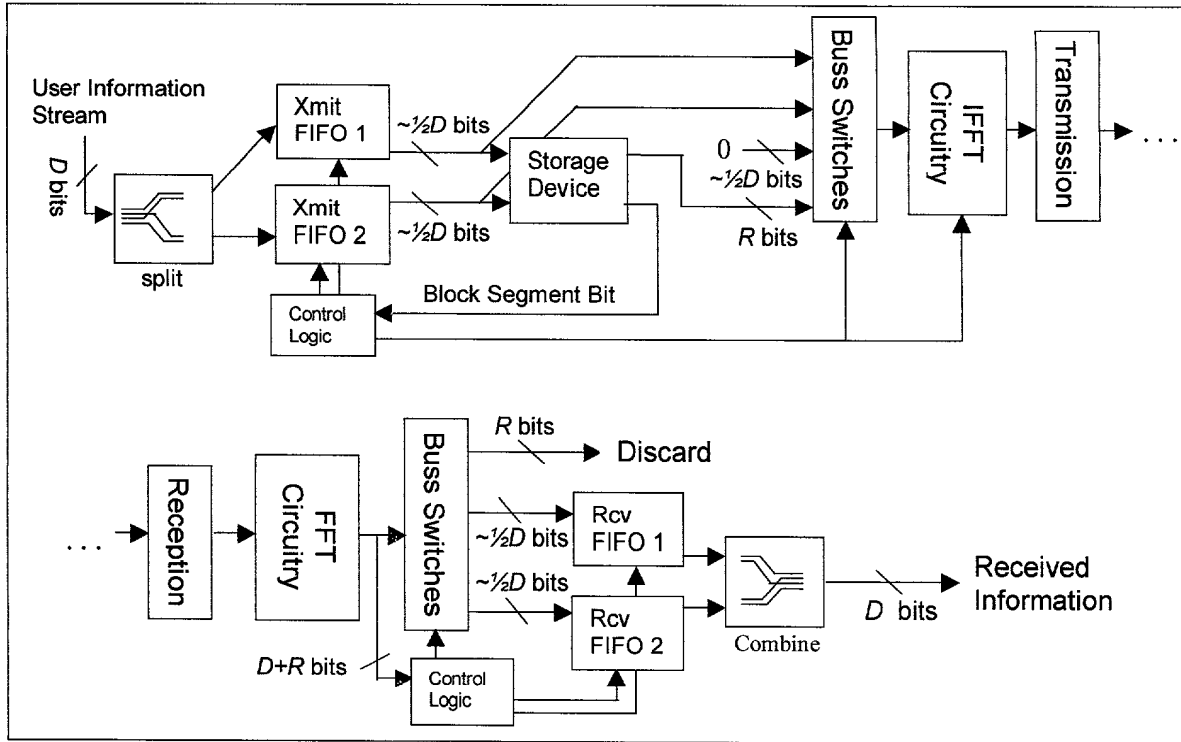 User Information
Stream
D bits
split
Xmit
FIFO 1
Xmit
FIFO 2
Control
Logic
~½D bits
~½D bits
Storage
Device
Block Segment Bit
0
~½D bits
R bits
Buss Switches
IFFT
Circuitry
Transmission
. . .
. . .
Reception
FFT
Circuitry
D+R bits
Buss Switches
Control
Logic
R bits
Discard
~½D bits
~½D bits
Rcv
FIFO 1
Rcv
FIFO 2
Combine
D bits
Received
Information